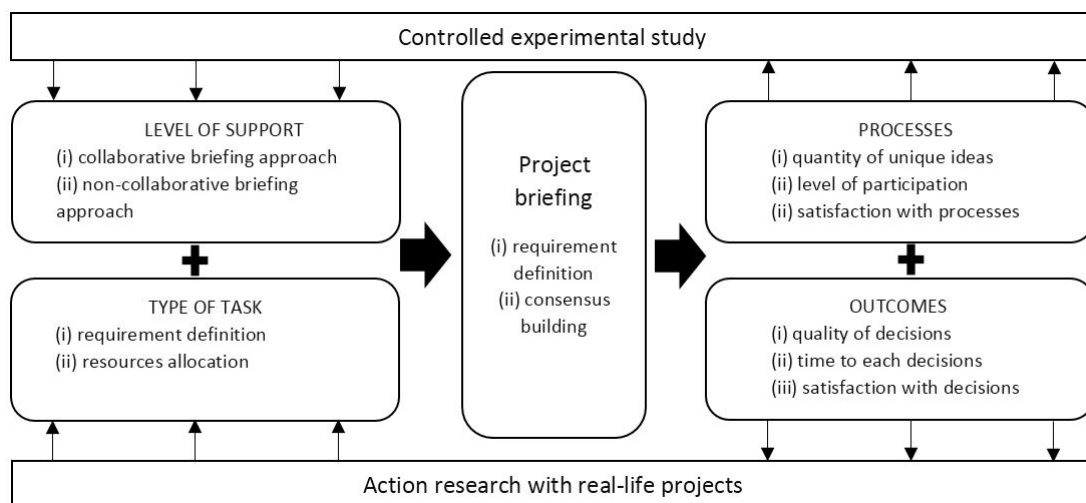 Controlled experimental study
LEVEL OF SUPPORT
(i) collaborative briefing approach
(ii) non-collaborative briefing
approach
TYPE OF TASK
(i) requirement definition
(ii) resources allocation
Project
briefing
(i) requirement
definition
(ii) consensus
building
PROCESSES
(i) quantity of unique ideas
(ii) level of participation
(ii) satisfaction with processes
OUTCOMES
(i) quality of decisions
(ii) time to each decisions
(iii) satisfaction with decisions
Action research with real-life projects